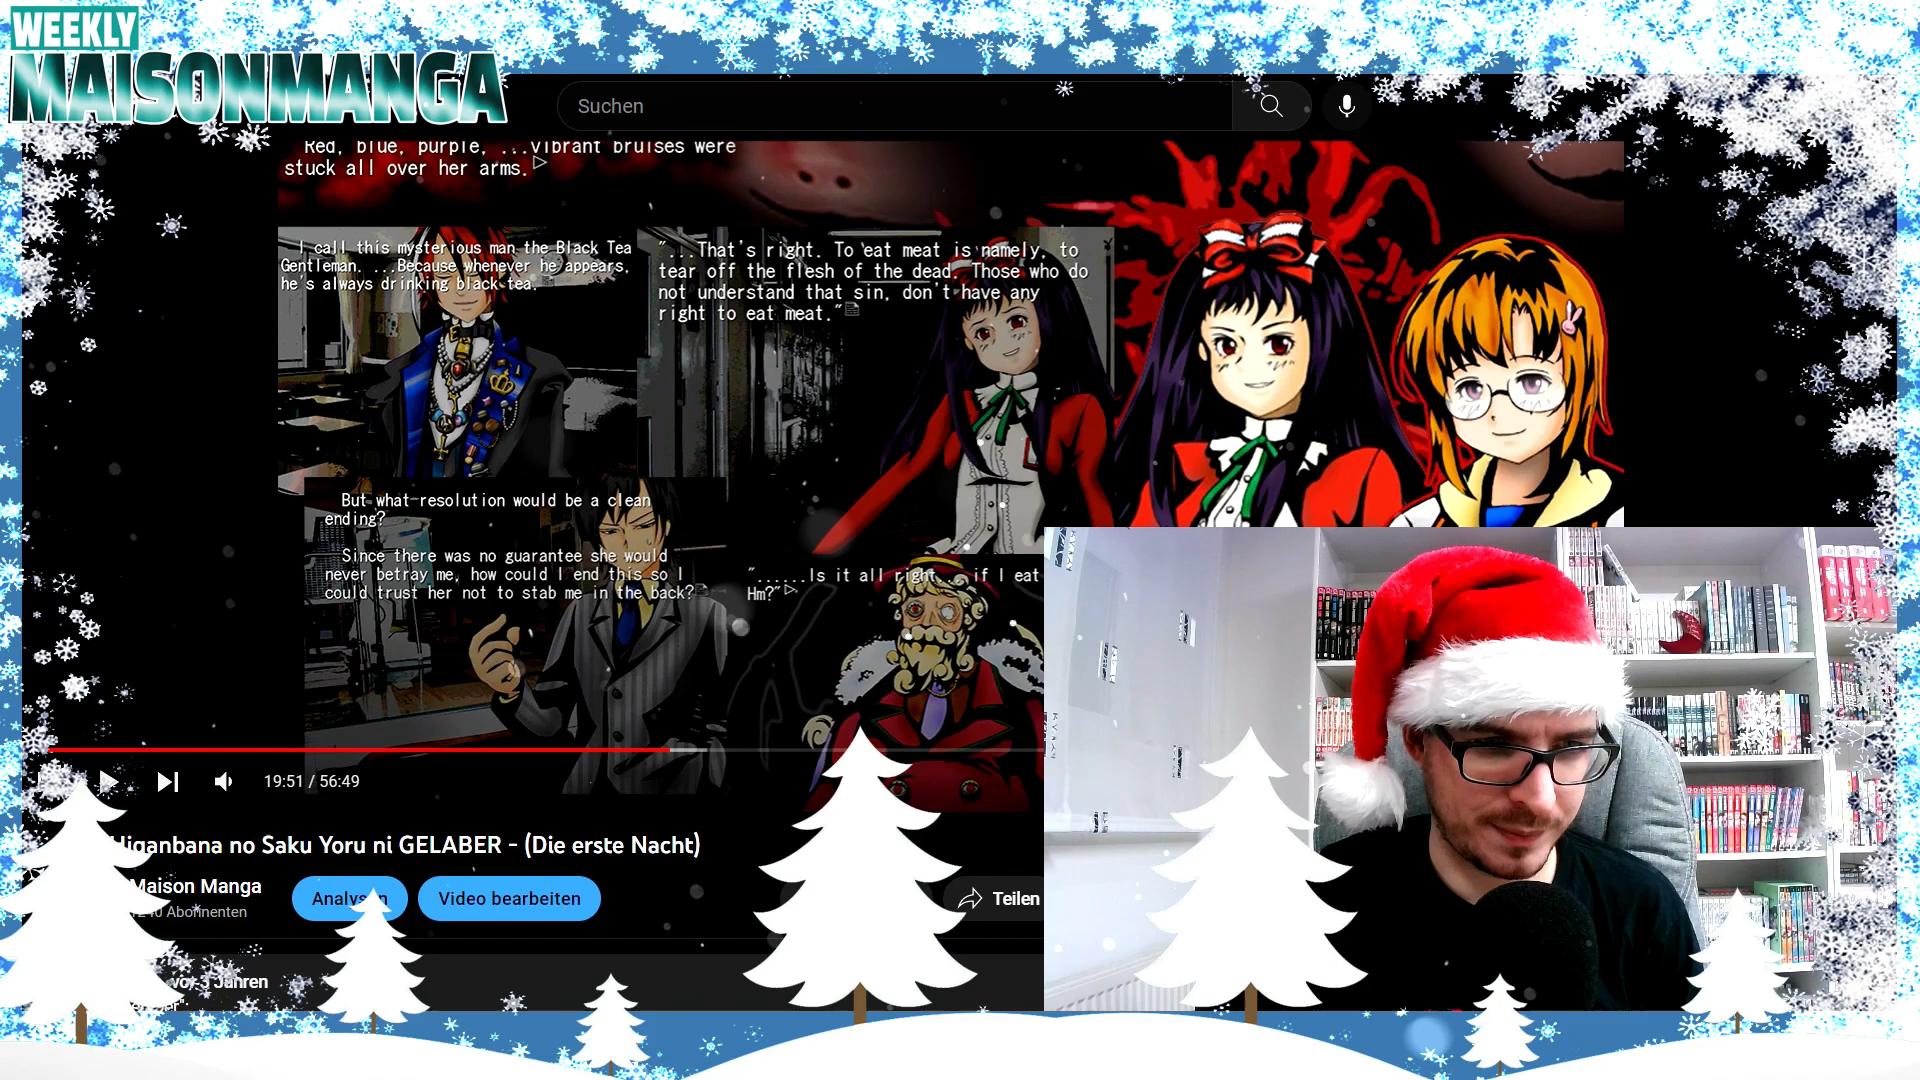 WEEKLY
MAISONMANGA
Suchen
Red, blue, purple, ...vibrant bruises were
stuck all over her arms.
I call this mysterious man the Black Tea
Gentleman. ...Because whenever he appears,
he's always drinking black tea.
"...That's right. To eat meat is namely, to
tear off the flesh of the dead. Those who do
not understand that sin, don't have any
right to eat meat."
But what resolution would be a clean
ending?
Since there was no guarantee she would
never betray me, how could I end this so I
could trust her not to stab me in the back?
"......Is it all right... if I eat
Hm?"
19:51 / 56:49
Higanbana no Saku Yoru ni GELABER - (Die erste Nacht)
Maison Manga
Abonnenten
Analysen
Video bearbeiten
Teilen
vor 3 Jahren